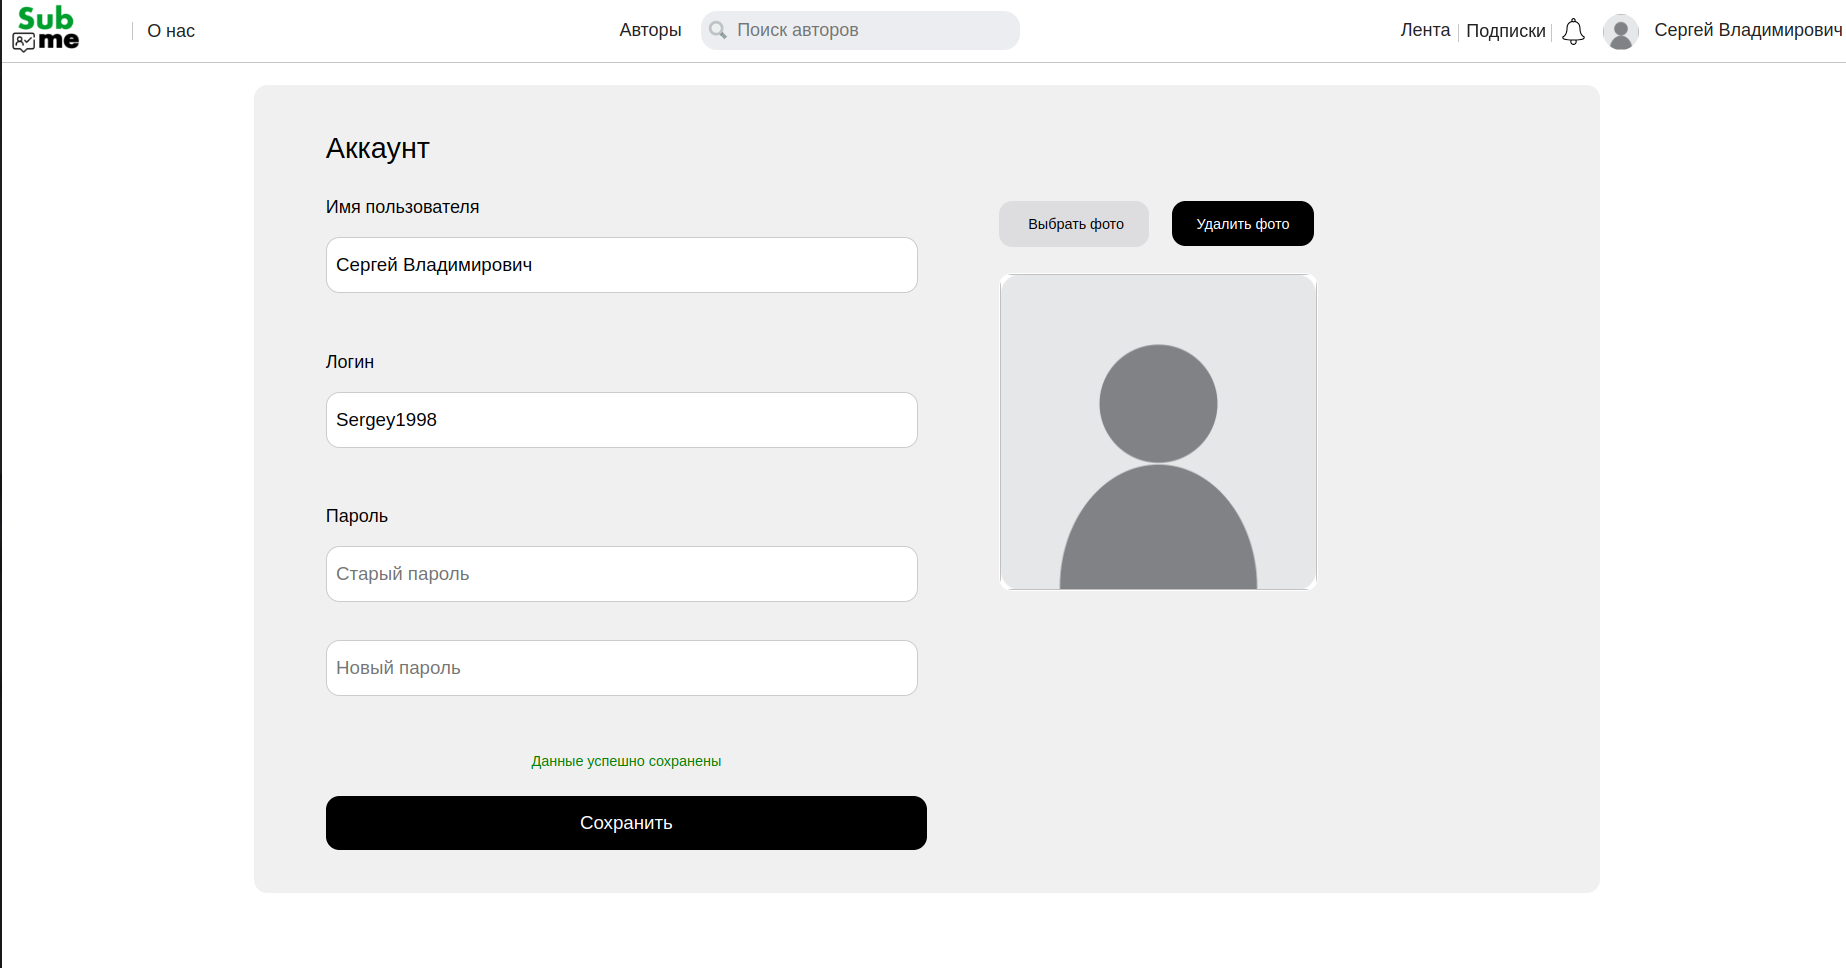 Sub
me
О нас
Авторы
Поиск авторов
Лента
Подписки
Сергей Владимирович
Аккаунт
Имя пользователя
Сергей Владимирович
Выбрать фото
Удалить фото
Логин
Sergey1998
Пароль
Старый пароль
Новый пароль
Данные успешно сохранены
Сохранить